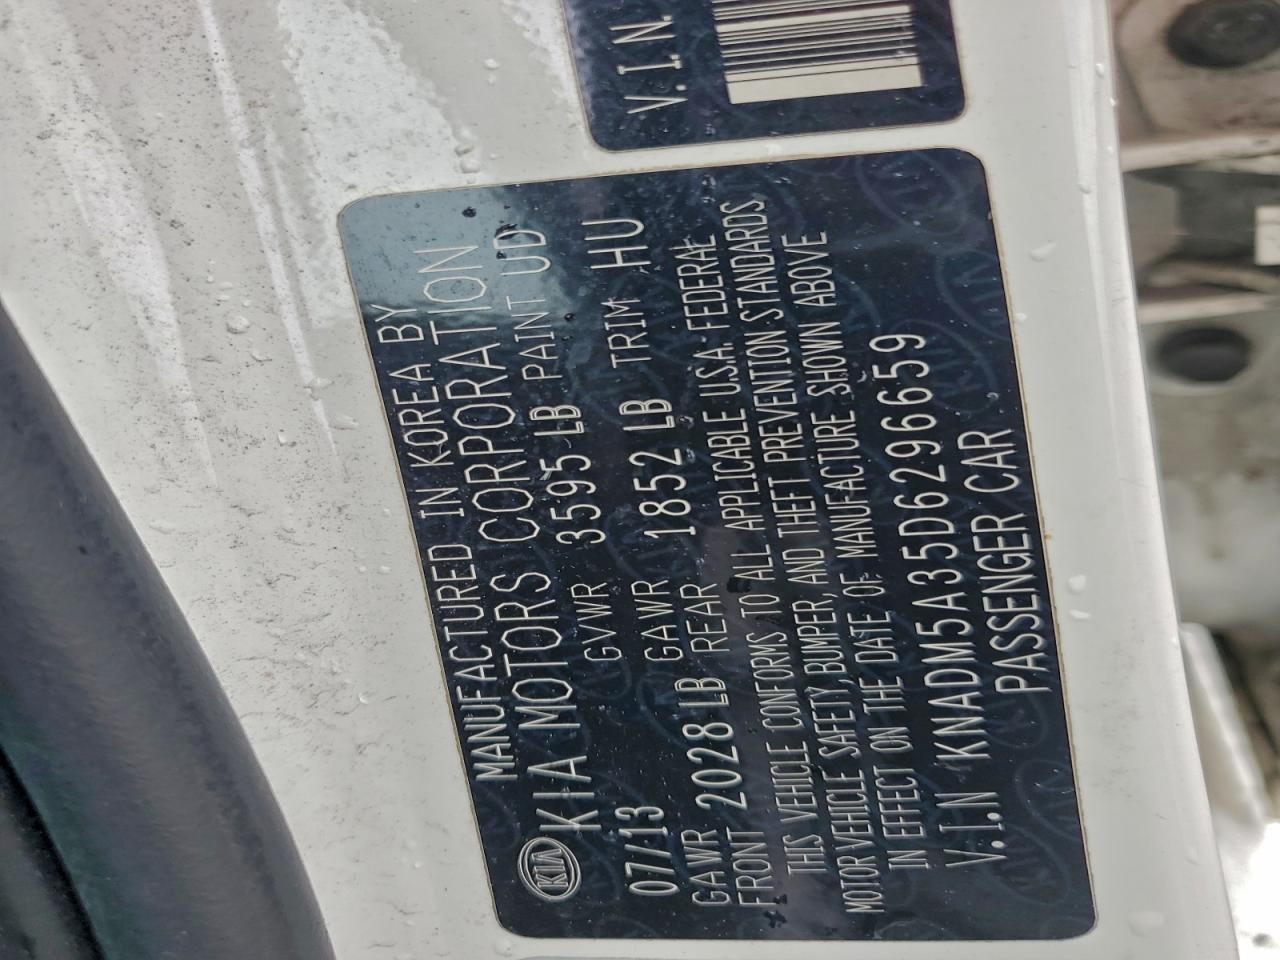 V.I.N.
MANUFACTURED IN KOREA BY
KIA KIA MOTORS CORPORATION
07/13 GVWR 3595 LB PAINT UD
GAWR FRONT 2028 LB GAWR REAR 1852 LB TRIM HU
THIS VEHICLE CONFORMS TO ALL APPLICABLE U.S.A. FEDERAL
MOTOR VEHICLE SAFETY, BUMPER, AND THEFT PREVENTION STANDARDS
IN EFFECT ON THE DATE OF MANUFACTURE SHOWN ABOVE
V.I.N KNADM5A35D6296659
PASSENGER CAR